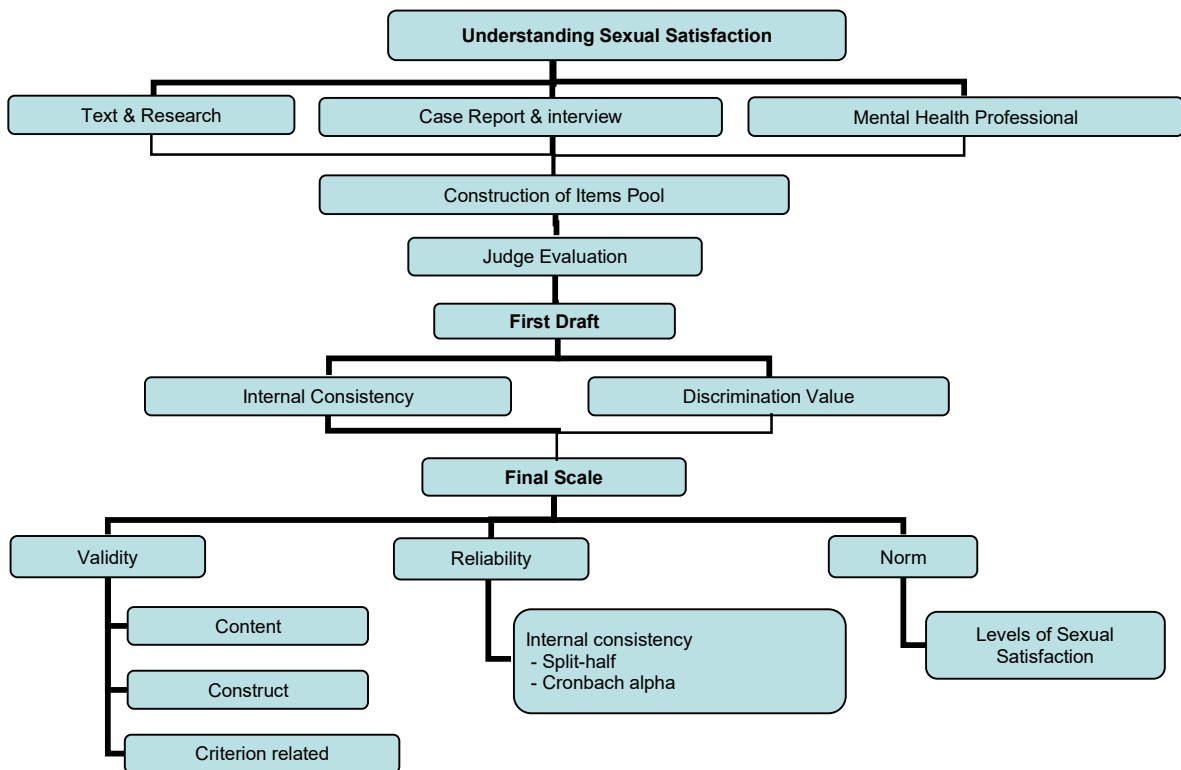 Understanding Sexual Satisfaction
Text & Research
Case Report & interview
Mental Health Professional
Construction of Items Pool
Judge Evaluation
First Draft
Internal Consistency
Discrimination Value
Final Scale
Validity
Reliability
Norm
Content
Construct
Criterion related
Internal consistency
- Split-half
- Cronbach alpha
Levels of Sexual
Satisfaction